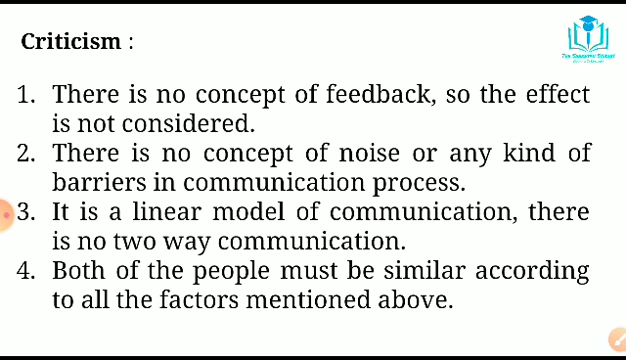 Criticism :
1. There is no concept of feedback, so the effect
is not considered.
2. There is no concept of noise or any kind of
barriers in communication process.
3. It is a linear model of communication, there
is no two way communication.
4. Both of the people must be similar according
to all the factors mentioned above.